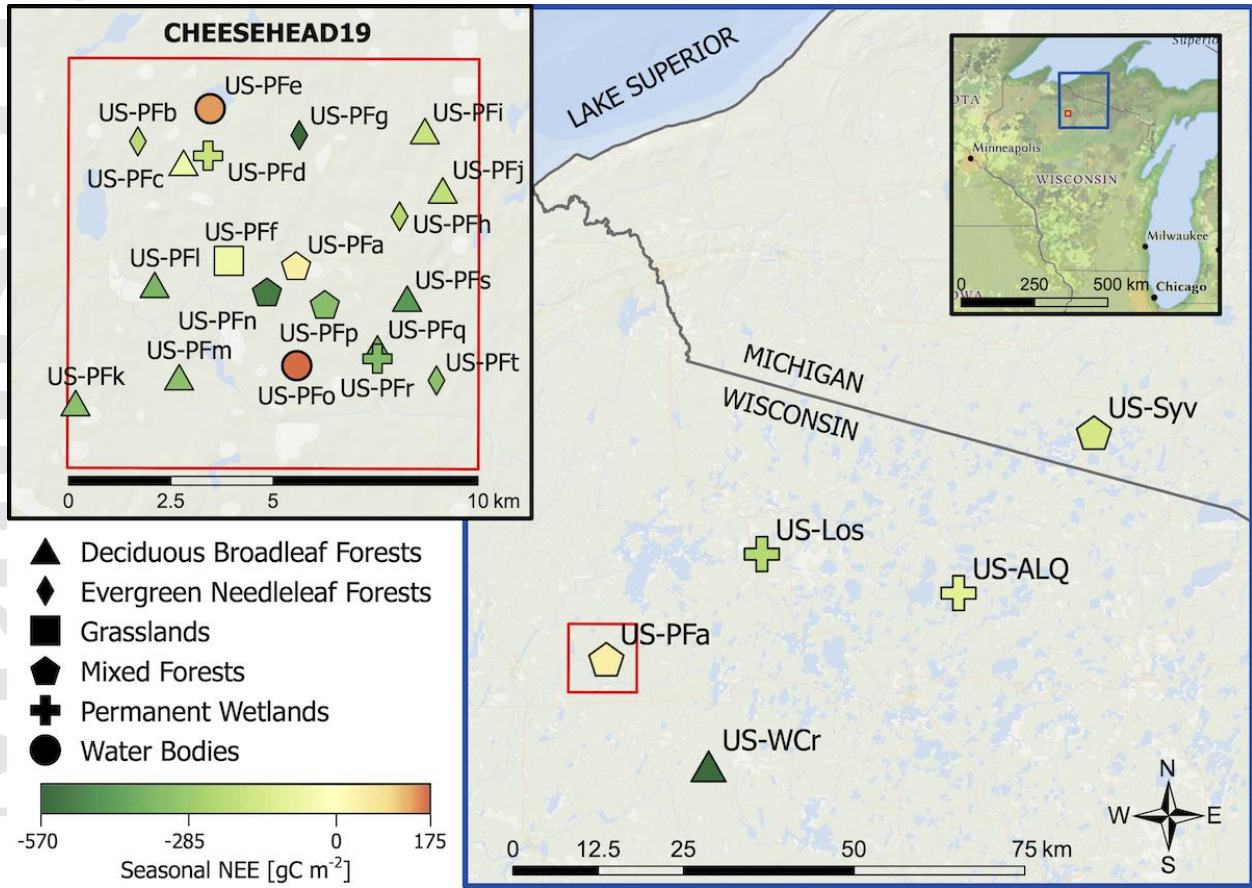 CHEESEHEAD19
US-PFe
US-PFb
US-PFg
US-PFi
US-PFc
US-PFd
US-PFj
US-PFh
US-PFf
US-PFa
US-PFl
US-PFs
US-PFn
US-PFp
US-PFq
US-PFm
US-PFt
US-PFk
US-PFo
US-PFr
0 2.5 5 10 km
LAKE SUPERIOR
Superio
OTA
Minneapolis
WISCONSIN
Milwaukee
OWA
Chicago
0 250 500 km
MICHIGAN
WISCONSIN
US-Syv
US-Los
US-ALQ
US-PFa
US-WCr
N
W E
S
0 12.5 25 50 75 km
Deciduous Broadleaf Forests
Evergreen Needleleaf Forests
Grasslands
Mixed Forests
Permanent Wetlands
Water Bodies
-570 -285 0 175
Seasonal NEE [gC m⁻²]